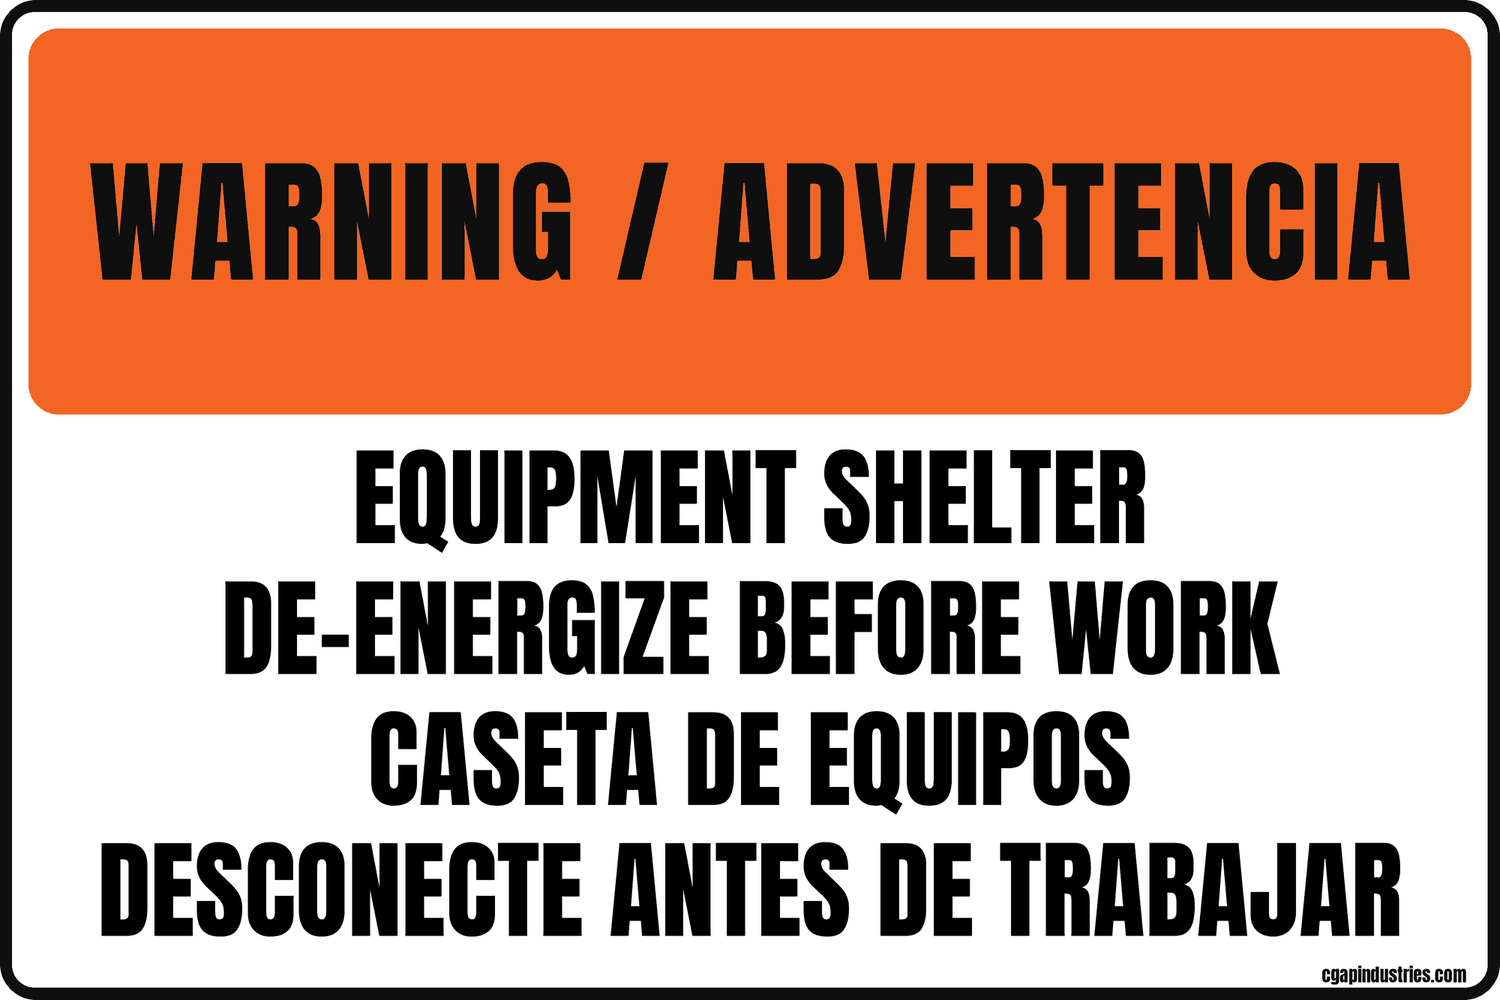 WARNING / ADVERTENCIA
EQUIPMENT SHELTER
DE-ENERGIZE BEFORE WORK
CASETA DE EQUIPOS
DESCONECTE ANTES DE TRABAJAR
cgapindustries.com